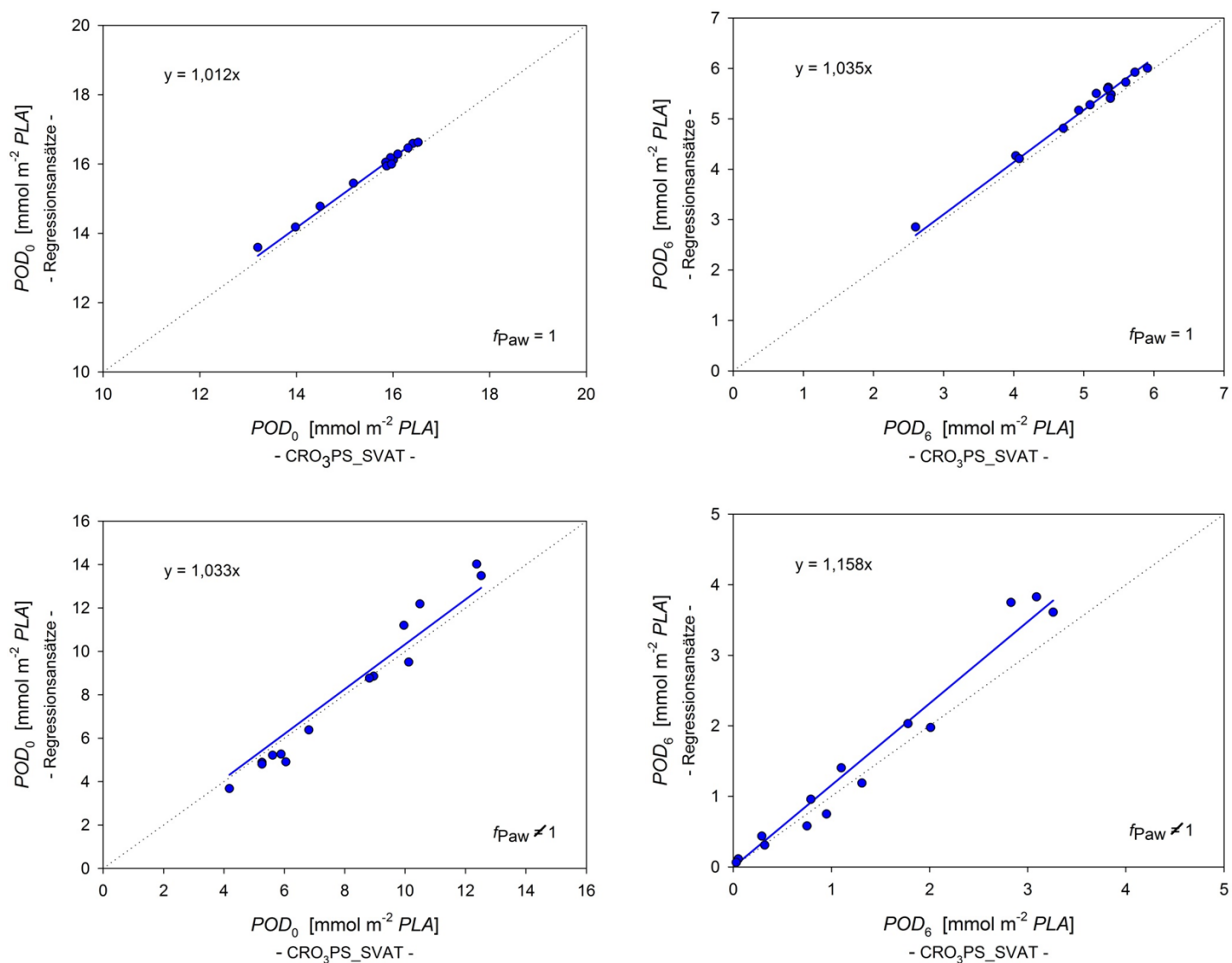 20
18
16
14
12
10
POD₀ [mmol m⁻² PLA]
- Regressionsansätze -
y = 1,012x
fPaw = 1
10 12 14 16 18 20
POD₀ [mmol m⁻² PLA]
- CRO₃PS_SVAT -
7
6
5
4
3
2
1
0
POD₆ [mmol m⁻² PLA]
- Regressionsansätze -
y = 1,035x
fPaw = 1
0 1 2 3 4 5 6 7
POD₆ [mmol m⁻² PLA]
- CRO₃PS_SVAT -
16
14
12
10
8
6
4
2
0
POD₀ [mmol m⁻² PLA]
- Regressionsansätze -
y = 1,033x
fPaw ≠ 1
0 4 6 8 10 12 14 16
POD₀ [mmol m⁻² PLA]
- CRO₃PS_SVAT -
5
4
3
2
1
0
POD₆ [mmol m⁻² PLA]
- Regressionsansätze -
y = 1,158x
fPaw ≠ 1
0 1 2 3 4 5
POD₆ [mmol m⁻² PLA]
- CRO₃PS_SVAT -